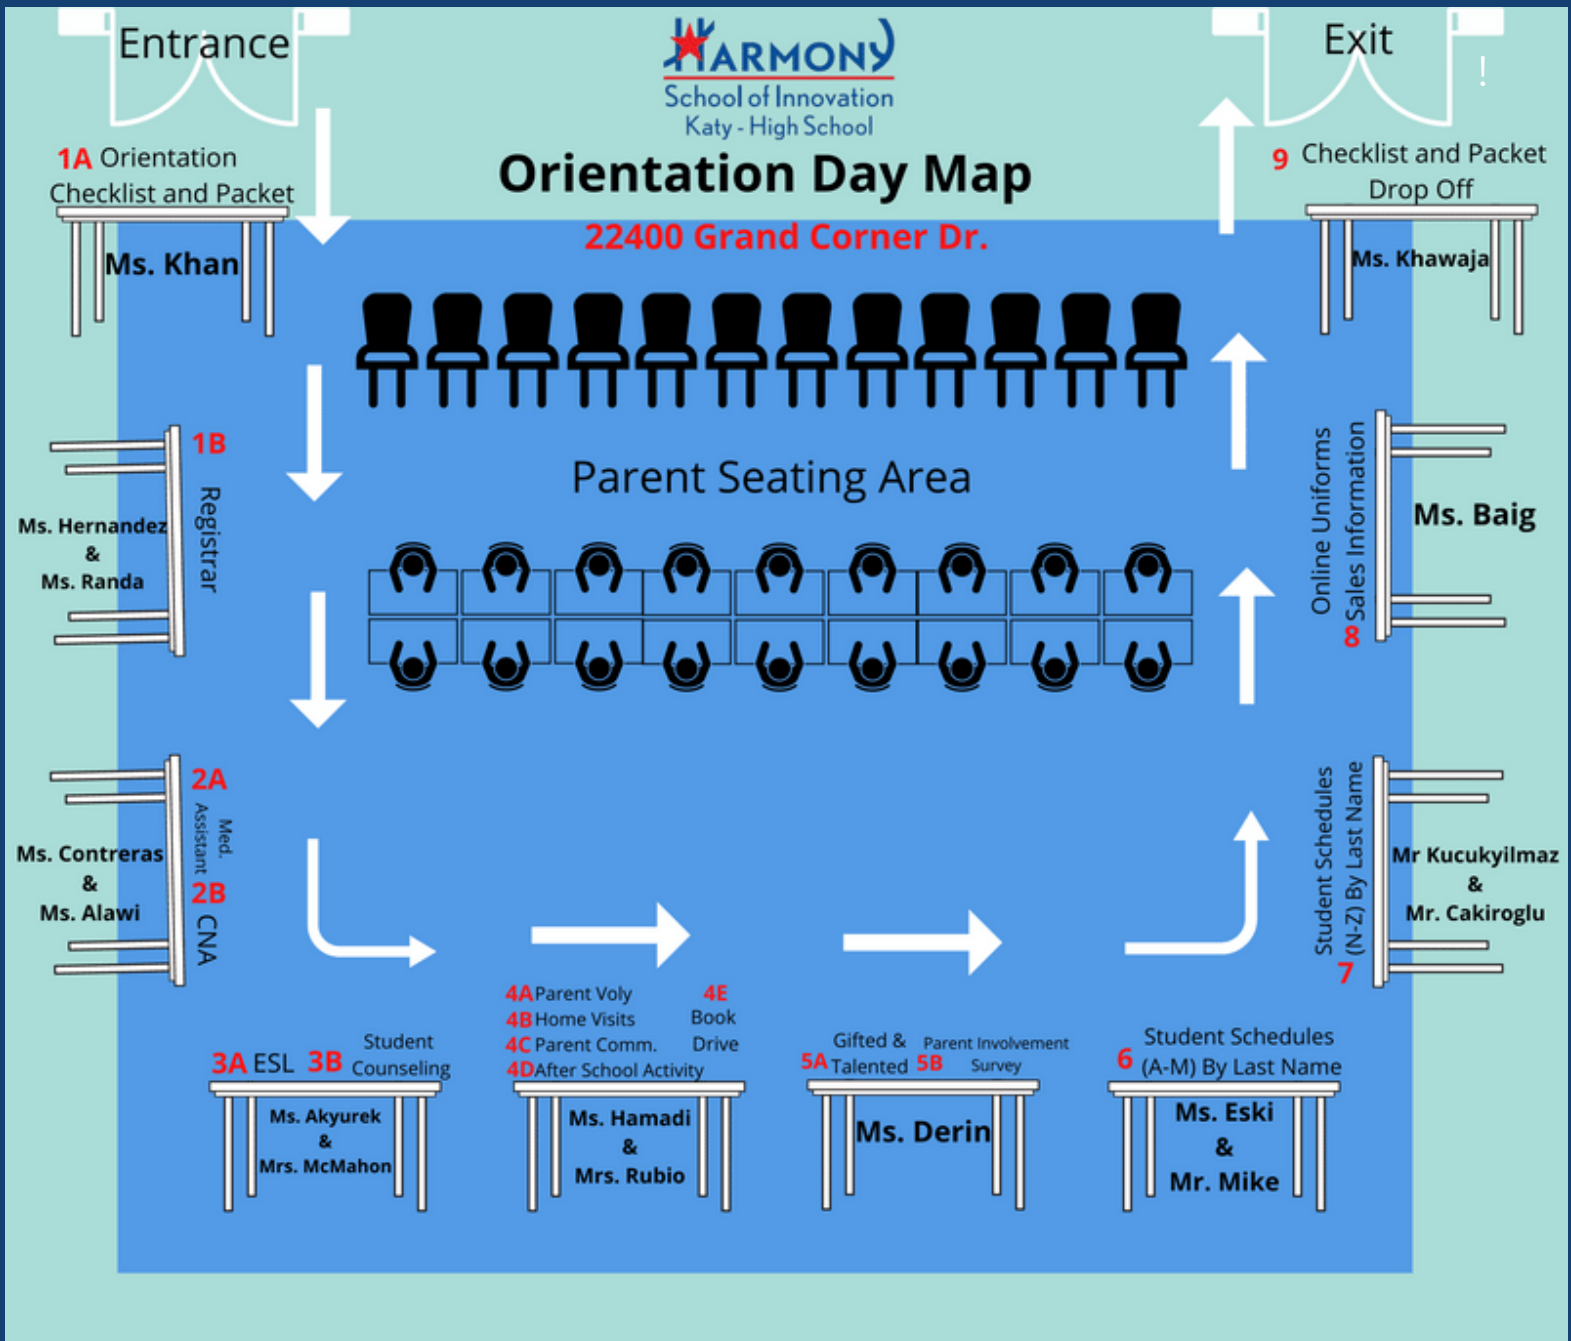 Entrance
HARMONY
School of Innovation
Katy - High School
Exit
!
Orientation Day Map
22400 Grand Corner Dr.
1A Orientation
Checklist and Packet
Ms. Khan
9 Checklist and Packet
Drop Off
Ms. Khawaja
1B
Registrar
Ms. Hernandez
&
Ms. Randa
Parent Seating Area
Online Uniforms
Sales Information
8
Ms. Baig
2A
Med.
Assistant
2B
CNA
Ms. Contreras
&
Ms. Alawi
Student Schedules
(N-Z) By Last Name
7
Mr Kucukyilmaz
&
Mr. Cakiroglu
3A ESL 3B Student
Counseling
Ms. Akyurek
&
Mrs. McMahon
4A Parent Voly
4B Home Visits
4C Parent Comm.
4D After School Activity
4E
Book
Drive
Ms. Hamadi
&
Mrs. Rubio
5A Gifted &
Talented
5B Parent Involvement
Survey
Ms. Derin
6 Student Schedules
(A-M) By Last Name
Ms. Eski
&
Mr. Mike